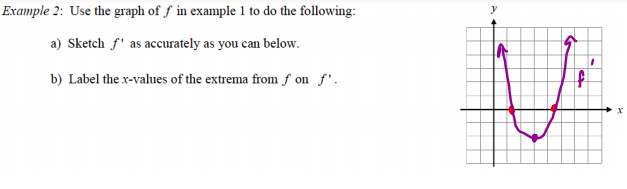 Example 2: Use the graph of f in example 1 to do the following:
y
a) Sketch f' as accurately as you can below.
b) Label the x-values of the extrema from f on f'.
f'
x